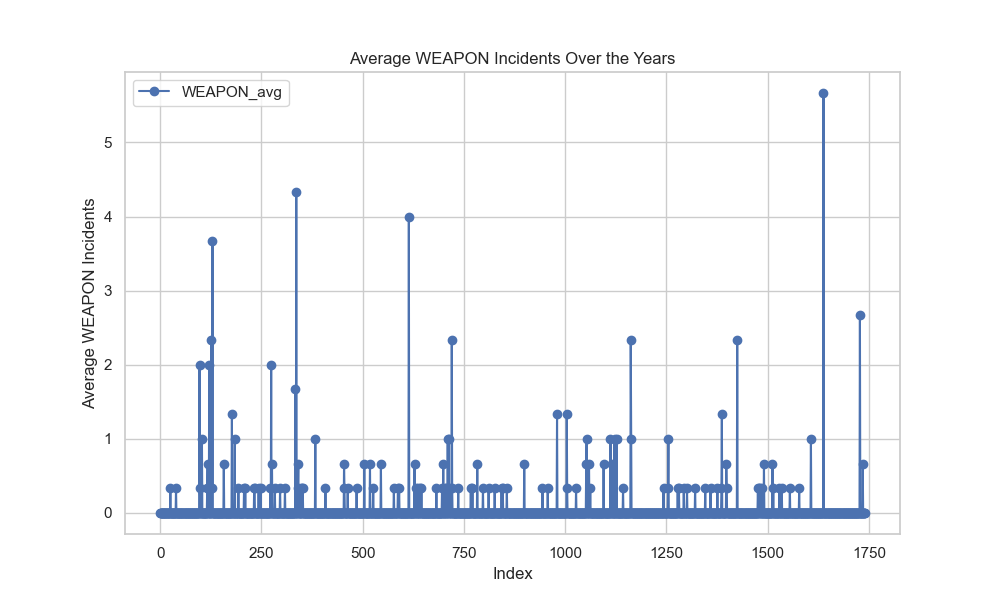 Average WEAPON Incidents Over the Years
WEAPON_avg
Average WEAPON Incidents
5
4
3
2
1
0
0 250 500 750 1000 1250 1500 1750
Index